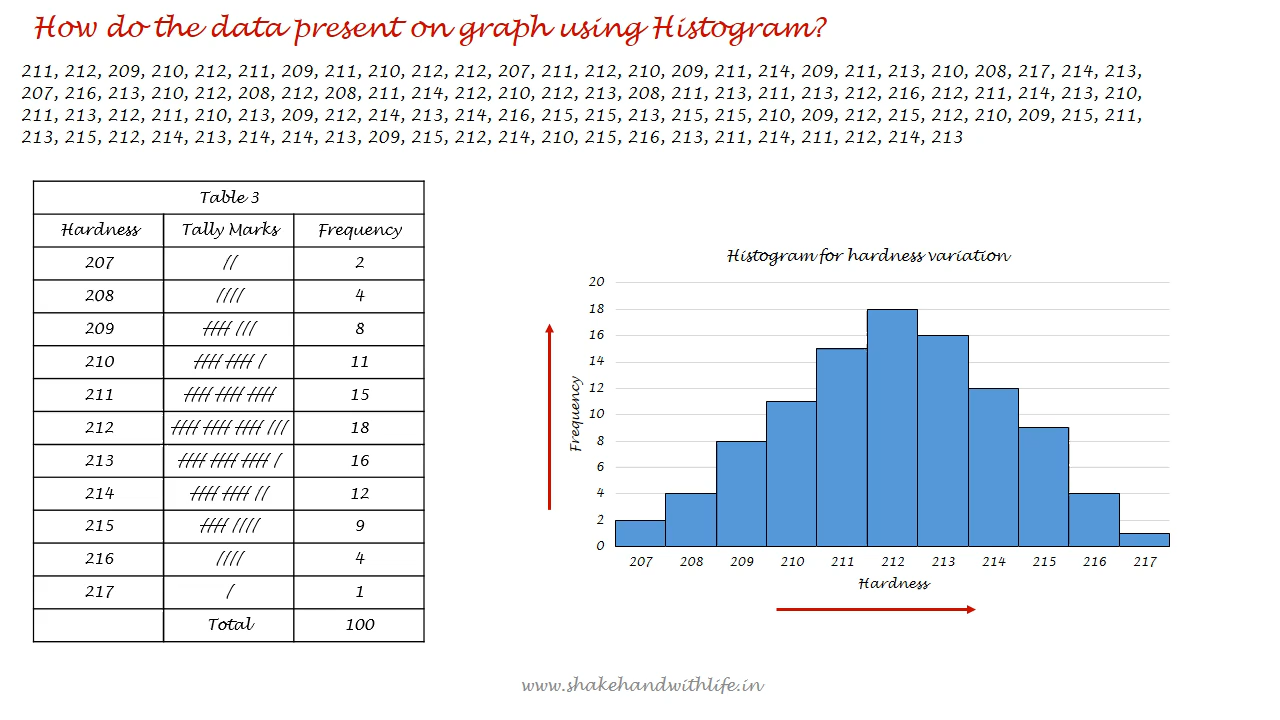 How do the data present on graph using Histogram?
211, 212, 209, 210, 212, 211, 209, 211, 210, 212, 212, 207, 211, 212, 210, 209, 211, 214, 209, 211, 213, 210, 208, 217, 214, 213,
207, 216, 213, 210, 212, 208, 212, 208, 211, 214, 212, 210, 212, 213, 208, 211, 213, 211, 213, 212, 216, 212, 211, 214, 213, 210,
211, 213, 212, 211, 210, 213, 209, 212, 214, 213, 214, 216, 215, 215, 213, 215, 215, 210, 209, 212, 215, 212, 210, 209, 215, 211,
213, 215, 212, 214, 213, 214, 214, 213, 209, 215, 212, 214, 210, 215, 216, 213, 211, 214, 211, 212, 214, 213
Table 3
Hardness Tally Marks Frequency
207 // 2
208 //// 4
209 //// /// 8
210 //// //// / 11
211 //// //// //// 15
212 //// //// //// /// 18
213 //// //// //// / 16
214 //// //// // 12
215 //// //// 9
216 //// 4
217 / 1
Total 100
Histogram for hardness variation
Frequency
20
18
16
14
12
10
8
6
4
2
0
207 208 209 210 211 212 213 214 215 216 217
Hardness
www.shakehandwithlife.in